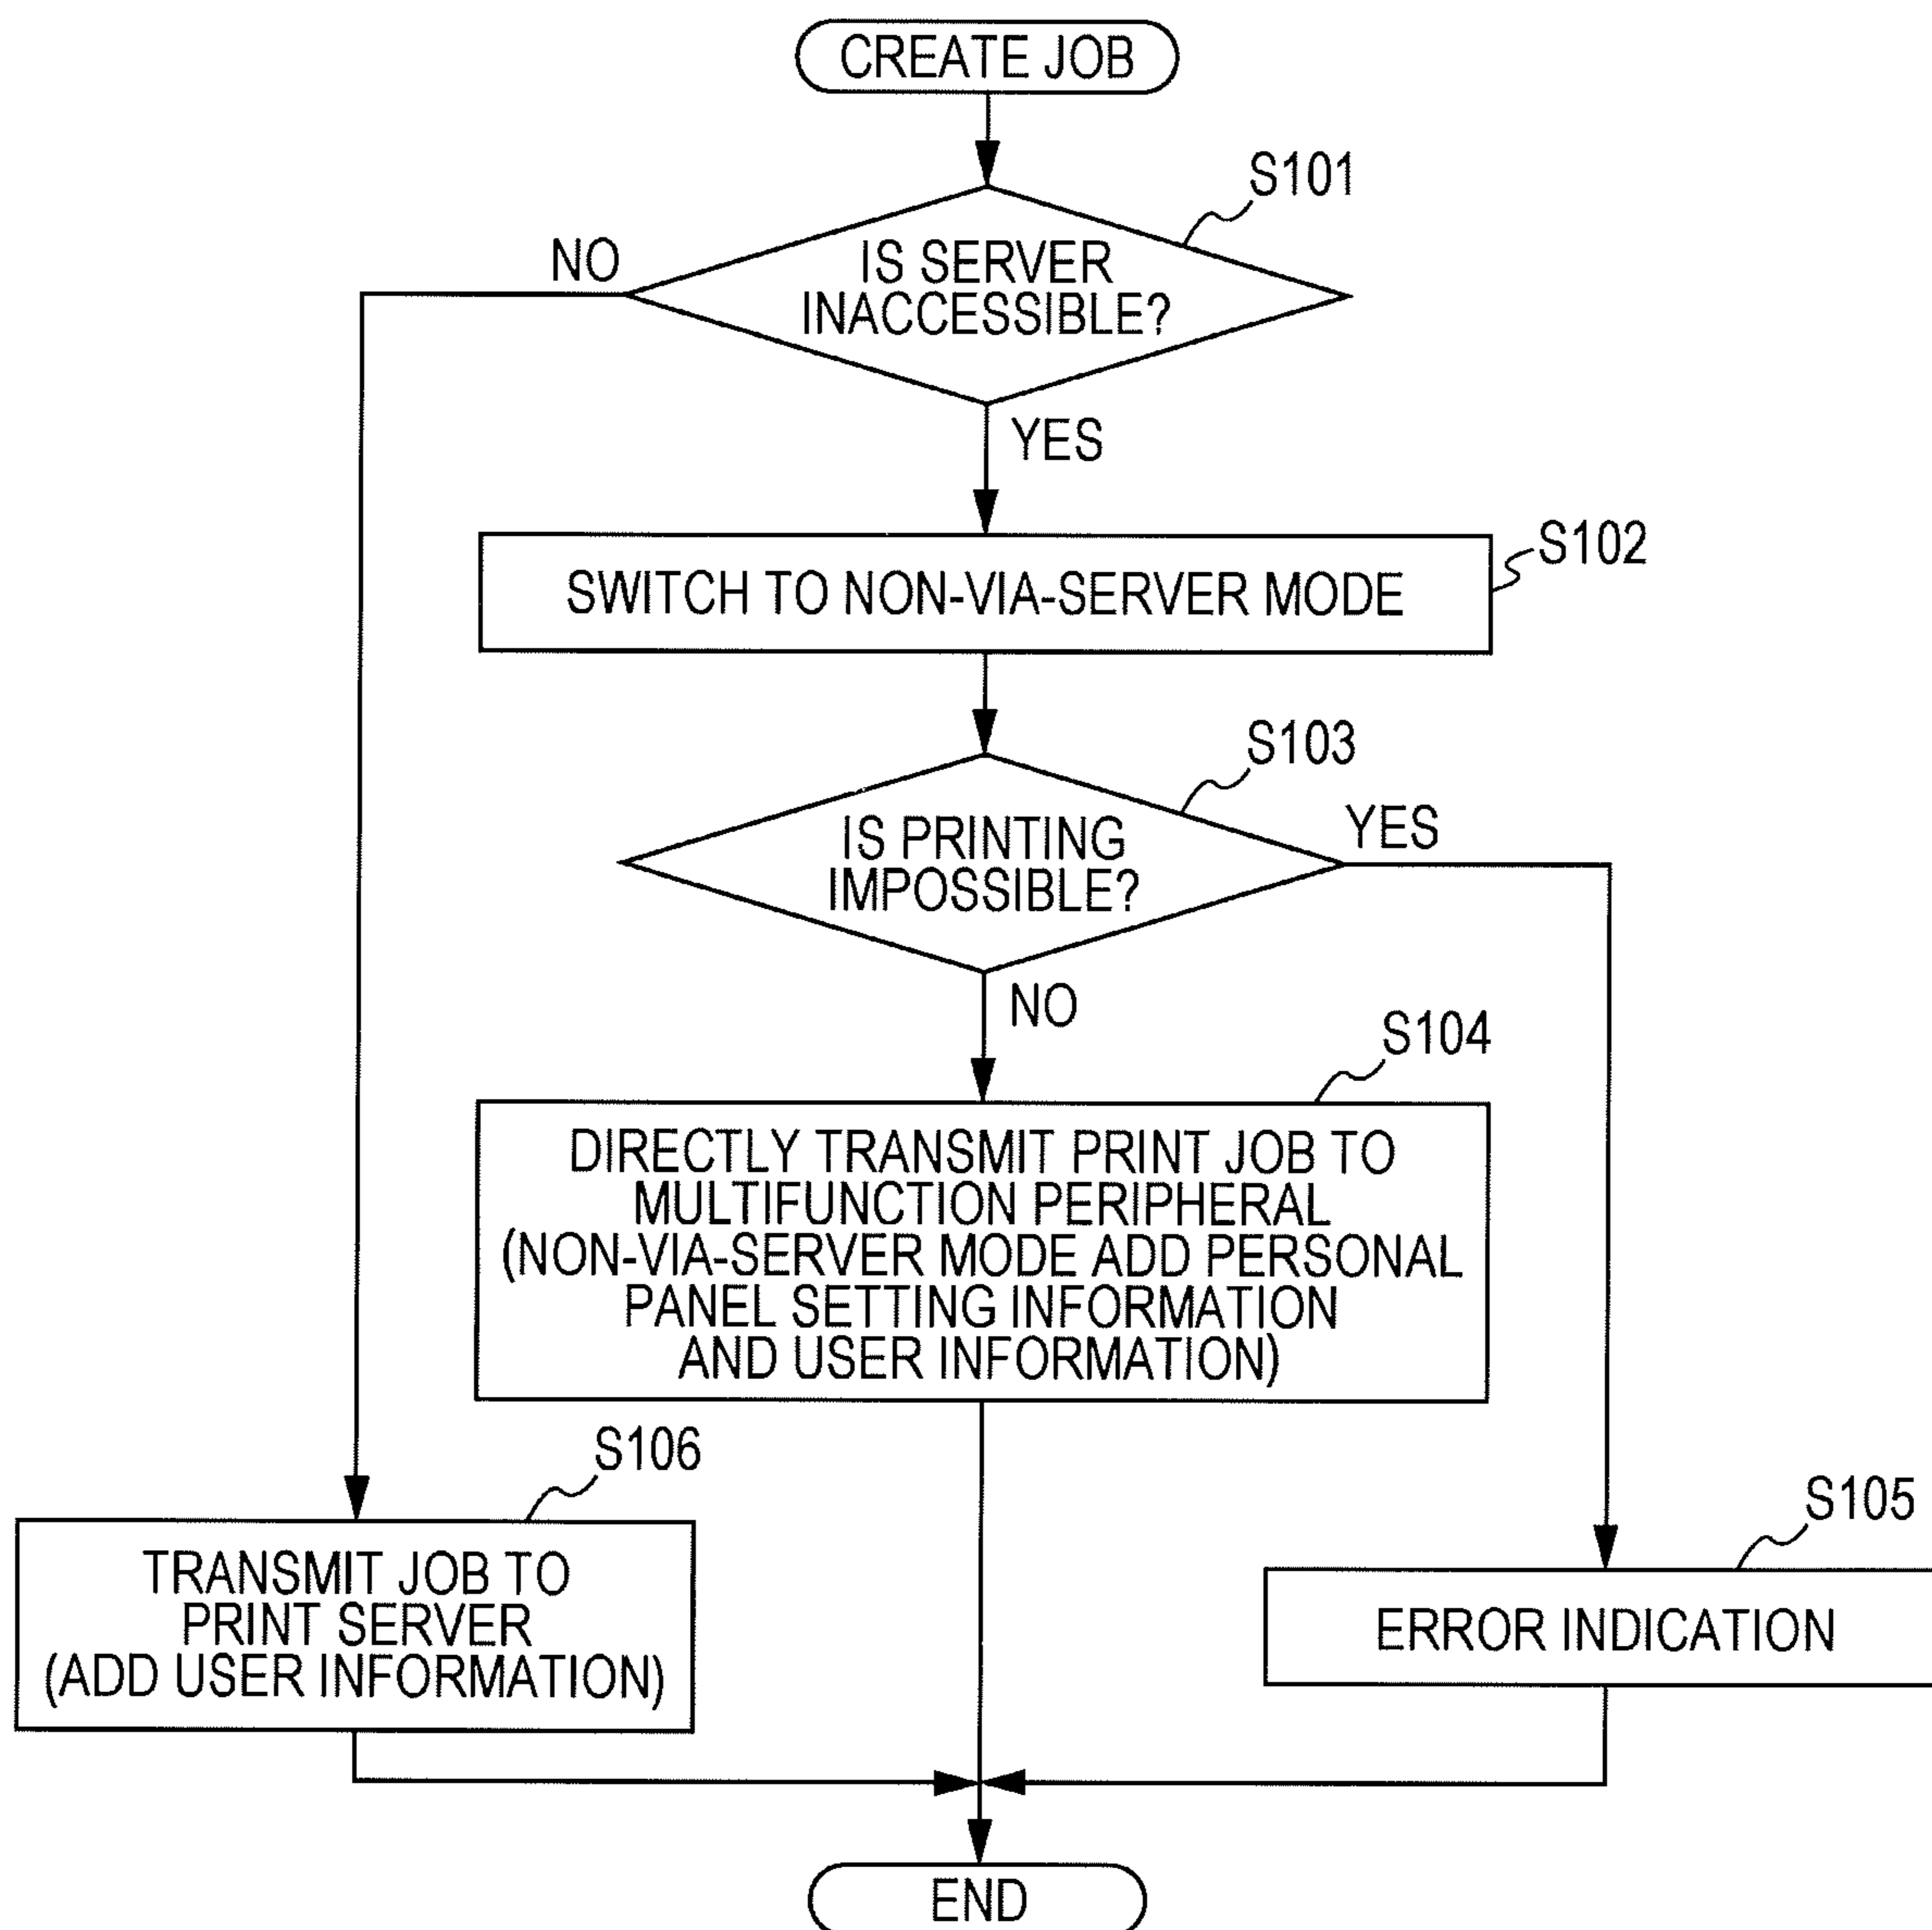 CREATE JOB
S101
NO
IS SERVER
INACCESSIBLE?
YES
S102
SWITCH TO NON-VIA-SERVER MODE
S103
YES
IS PRINTING
IMPOSSIBLE?
NO
S104
DIRECTLY TRANSMIT PRINT JOB TO
MULTIFUNCTION PERIPHERAL
(NON-VIA-SERVER MODE ADD PERSONAL
PANEL SETTING INFORMATION
AND USER INFORMATION)
S106
TRANSMIT JOB TO
PRINT SERVER
(ADD USER INFORMATION)
S105
ERROR INDICATION
END